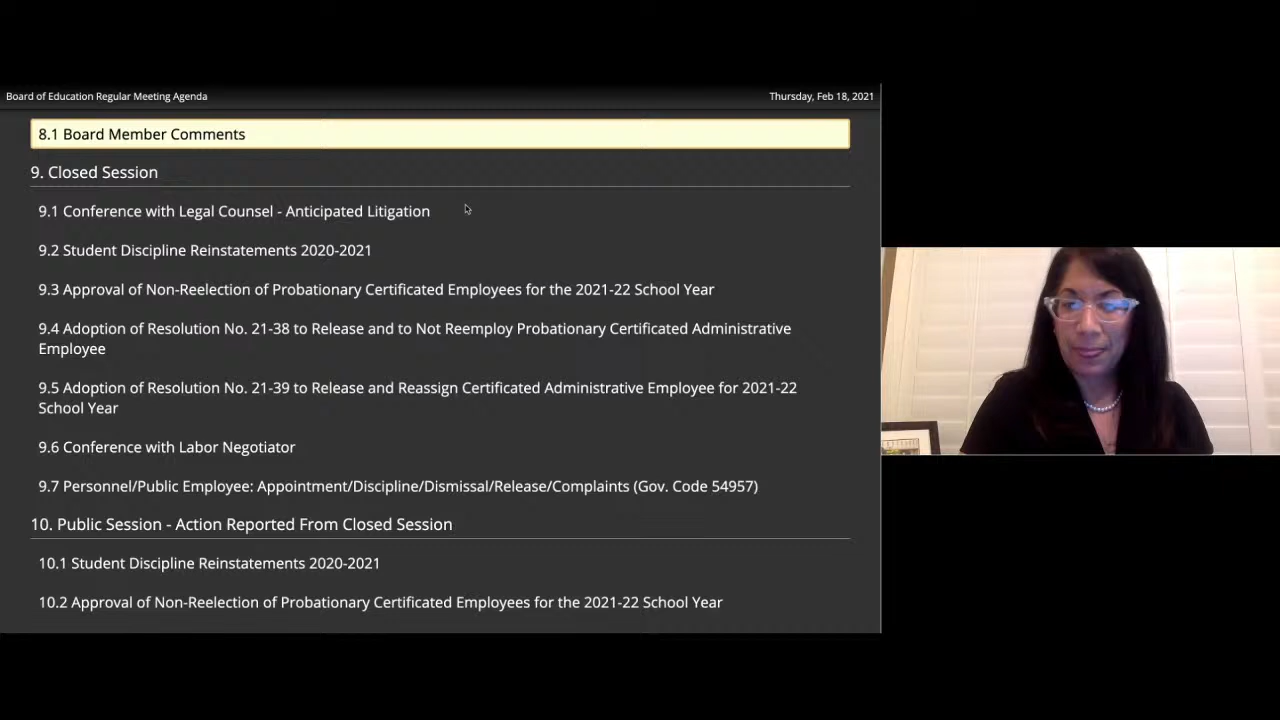 Board of Education Regular Meeting Agenda
Thursday, Feb 18, 2021
8.1 Board Member Comments
9. Closed Session
9.1 Conference with Legal Counsel - Anticipated Litigation
9.2 Student Discipline Reinstatements 2020-2021
9.3 Approval of Non-Reelection of Probationary Certificated Employees for the 2021-22 School Year
9.4 Adoption of Resolution No. 21-38 to Release and to Not Reemploy Probationary Certificated Administrative
Employee
9.5 Adoption of Resolution No. 21-39 to Release and Reassign Certificated Administrative Employee for 2021-22
School Year
9.6 Conference with Labor Negotiator
9.7 Personnel/Public Employee: Appointment/Discipline/Dismissal/Release/Complaints (Gov. Code 54957)
10. Public Session - Action Reported From Closed Session
10.1 Student Discipline Reinstatements 2020-2021
10.2 Approval of Non-Reelection of Probationary Certificated Employees for the 2021-22 School Year